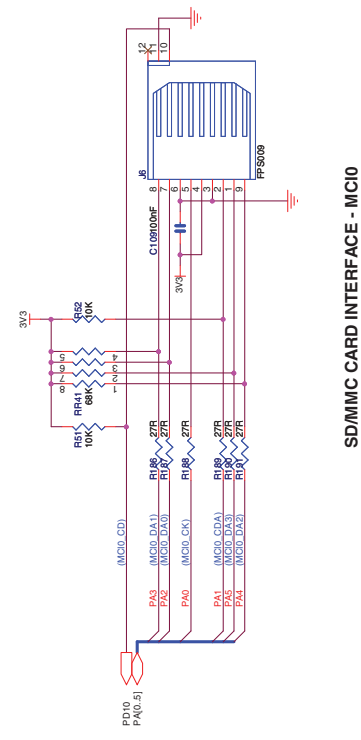 SD/MMC CARD INTERFACE - MCI0
12
11
10
J6
FPS009
8
7
6
5
4
3
2
1
9
C109 100nF
3V3
3V3
R52
10K
5
6
7
8
4
3
2
1
RR41
68K
R51
10K
R186 27R
R187 27R
R188 27R
R189 27R
R190 27R
R191 27R
(MCI0_CD)
PA3 (MCI0_DA1)
PA2 (MCI0_DA0)
PA0 (MCI0_CK)
PA1 (MCI0_CDA)
PA5 (MCI0_DA3)
PA4 (MCI0_DA2)
PD10
PA[0..5]